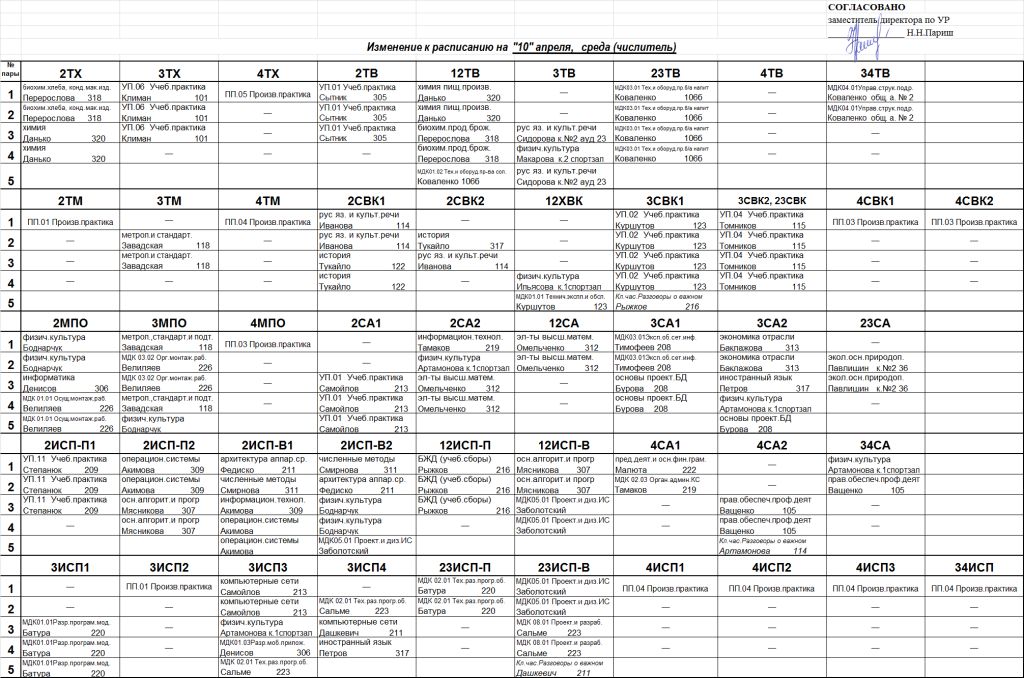 СОГЛАСОВАНО
заместитель директора по УР
Н.Н.Париш
Изменение к расписанию на "10" апреля, среда (числитель)
№ пары 2ТХ 3ТХ 4ТХ 2ТВ 12ТВ 3ТВ 23ТВ 4ТВ 34ТВ
1 биохим.хлеба, конд.мак.изд. УП.06 Учеб.практика ПП.05 Произв.практика УП.01 Учеб.практика химия пищ.произв. — МДК03.01 Тех.и оборуд.пр.б/а напит — МДК04.01Управ.струк.подр.
Перерослова 318 Климан 101 Сытник 305 Данько 320 Коваленко 106б Коваленко общ. а. № 2
2 биохим.хлеба, конд.мак.изд. УП.06 Учеб.практика — УП.01 Учеб.практика химия пищ.произв. — МДК03.01 Тех.и оборуд.пр.б/а напит — МДК04.01Управ.струк.подр.
Перерослова 318 Климан 101 Сытник 305 Данько 320 Коваленко 106б Коваленко общ. а. № 2
3 химия УП.06 Учеб.практика — УП.01 Учеб.практика биохим.прод.брож. рус яз. и культ.речи МДК03.01 Тех.и оборуд.пр.б/а напит — —
Данько 320 Климан 101 Сытник 305 Перерослова 318 Сидорова к.№2 ауд 23 Коваленко 106б
4 химия — — — биохим.прод.брож. физич.культура МДК03.01 Тех.и оборуд.пр.б/а напит — —
Данько 320 Перерослова 318 Макарова к.2 спортзал Коваленко 106б
5 МДК01.02 Тех.и оборуд.пр-ва сол. рус яз. и культ.речи
Коваленко 106б Сидорова к.№2 ауд 23
2ТМ 3ТМ 4ТМ 2СВК1 2СВК2 12ХВК 3СВК1 3СВК2, 23СВК 4СВК1 4СВК2
1 ПП.01 Произв.практика — ПП.04 Произв.практика рус яз. и культ.речи — — УП.02 Учеб.практика УП.04 Учеб.практика ПП.03 Произв.практика ПП.03 Произв.практика
Иванова 114 Куршутов 123 Томников 115
2 — метрол.и стандарт. — рус яз. и культ.речи история — УП.02 Учеб.практика УП.04 Учеб.практика — —
Завадская 118 Иванова 114 Тукайло 317 Куршутов 123 Томников 115
3 — метрол.и стандарт. — история рус яз. и культ.речи — УП.02 Учеб.практика УП.04 Учеб.практика — —
Завадская 118 Тукайло 122 Иванова 114 Куршутов 123 Томников 115
4 — — — история — физич.культура УП.02 Учеб.практика УП.04 Учеб.практика — —
Тукайло 122 Ильясова к.1спортзал Куршутов 123 Томников 115
5 МДК01.01 Технич.экспл.и обсл. Кл.час.Разговоры о важном
Куршутов 123 Рыжков 216
2МПО 3МПО 4МПО 2СА1 2СА2 12СА 3СА1 3СА2 23СА
1 физич.культура метрол.,стандарт.и подт. ПП.03 Произв.практика — информацион.технол. эл-ты высш.матем. МДК03.01Эксп.об.сет.инф. экономика отрасли —
Боднарчук Завадская 118 Тамаков 219 Омельченко 312 Тимофеев 208 Баклажова 313
2 физич.культура МДК 03.02 Орг.монтаж.раб. — — физич.культура эл-ты высш.матем. МДК03.01Эксп.об.сет.инф. экономика отрасли экол.осн.природоп.
Боднарчук Велиляев 226 Артамонова к.1спортзал Омельченко 312 Тимофеев 208 Баклажова 313 Павлишин к.№2 36
3 информатика МДК 03.02 Орг.монтаж.раб. — УП.01 Учеб.практика эл-ты высш.матем. — основы проект.БД иностранный язык экол.осн.природоп.
Денисов 306 Велиляев 226 Самойлов 213 Омельченко 312 Бурова 208 Петров 317 Павлишин к.№2 36
4 МДК 01.01 Осущ.монтаж.раб. метрол.,стандарт.и подт. — УП.01 Учеб.практика эл-ты высш.матем. — основы проект.БД физич.культура —
Велиляев 226 Завадская 118 Самойлов 213 Омельченко 312 Бурова 208 Артамонова к.1спортзал
5 МДК 01.01 Осущ.монтаж.раб. физич.культура УП.01 Учеб.практика основы проект.БД
Велиляев 226 Боднарчук Самойлов 213 Бурова 208
2ИСП-П1 2ИСП-П2 2ИСП-В1 2ИСП-В2 12ИСП-П 12ИСП-В 4СА1 4СА2 34СА
1 УП.11 Учеб.практика операцион.системы архитектура аппар.ср. численные методы БЖД (учеб.сборы) осн.алгорит.и прогр пред.деят.и осн.фин.грам. — физич.культура
Степанюк 209 Акимова 309 Федиско 211 Смирнова 311 Рыжков 216 Мясникова 307 Малюта 222 Артамонова к.1спортзал
2 УП.11 Учеб.практика операцион.системы численные методы архитектура аппар.ср. БЖД (учеб.сборы) осн.алгорит.и прогр МДК 02.03 Орган.админ.КС — прав.обеспеч.проф.деят
Степанюк 209 Акимова 309 Смирнова 311 Федиско 211 Рыжков 216 Мясникова 307 Тамаков 219 Ващенко 105
3 УП.11 Учеб.практика осн.алгорит.и прогр информацион.технол. физич.культура БЖД (учеб.сборы) МДК05.01 Проект.и диз.ИС — прав.обеспеч.проф.деят —
Степанюк 209 Мясникова 307 Акимова 309 Боднарчук Рыжков 216 Заболотский Ващенко 105
4 — осн.алгорит.и прогр операцион.системы физич.культура — МДК05.01 Проект.и диз.ИС — прав.обеспеч.проф.деят —
Мясникова 307 Акимова Боднарчук Заболотский Ващенко 105
5 операцион.системы МДК05.01 Проект.и диз.ИС Кл.час.Разговоры о важном
Акимова Заболотский Артамонова 114
3ИСП1 3ИСП2 3ИСП3 3ИСП4 23ИСП-П 23ИСП-В 4ИСП1 4ИСП2 4ИСП3 34ИСП
1 — ПП.01 Произв.практика компьютерные сети — МДК 02.01 Тех.раз.прогр.об. МДК05.01 Проект.и диз.ИС ПП.04 Произв.практика ПП.04 Произв.практика ПП.04 Произв.практика ПП.04 Произв.практика
Самойлов 213 Батура 220 Заболотский
2 — — компьютерные сети МДК 02.01 Тех.раз.прогр.об. МДК 02.01 Тех.раз.прогр.об. МДК05.01 Проект.и диз.ИС — — — —
Самойлов 213 Сальме 223 Батура 220 Заболотский
3 МДК01.01Разр.програм.мод. — физич.культура компьютерные сети — МДК 08.01 Проект.и разраб. — — — —
Батура 220 Артамонова к.1спортзал Дашкевич 211 Сальме 223
4 МДК01.01Разр.програм.мод. — МДК01.03Разр.моб.прилож. иностранный язык — МДК 08.01 Проект.и разраб. — — — —
Батура 220 Денисов 306 Петров 317 Сальме 223
5 МДК01.01Разр.програм.мод. МДК 02.01 Тех.раз.прогр.об. Кл.час.Разговоры о важном
Батура 220 Сальме 223 Дашкевич 211